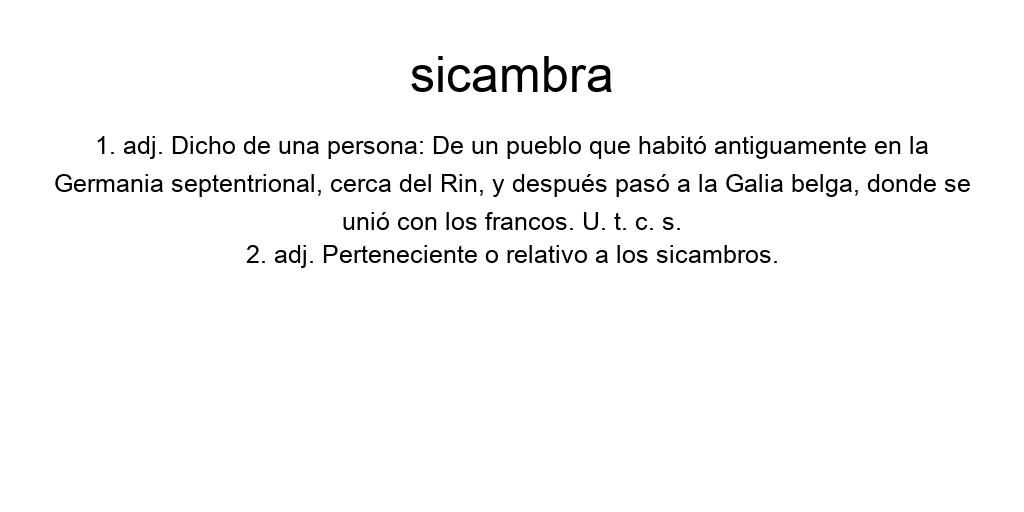 sicambra
1. adj. Dicho de una persona: De un pueblo que habitó antiguamente en la
Germania septentrional, cerca del Rin, y después pasó a la Galia belga, donde se
unió con los francos. U. t. c. s.
2. adj. Perteneciente o relativo a los sicambros.